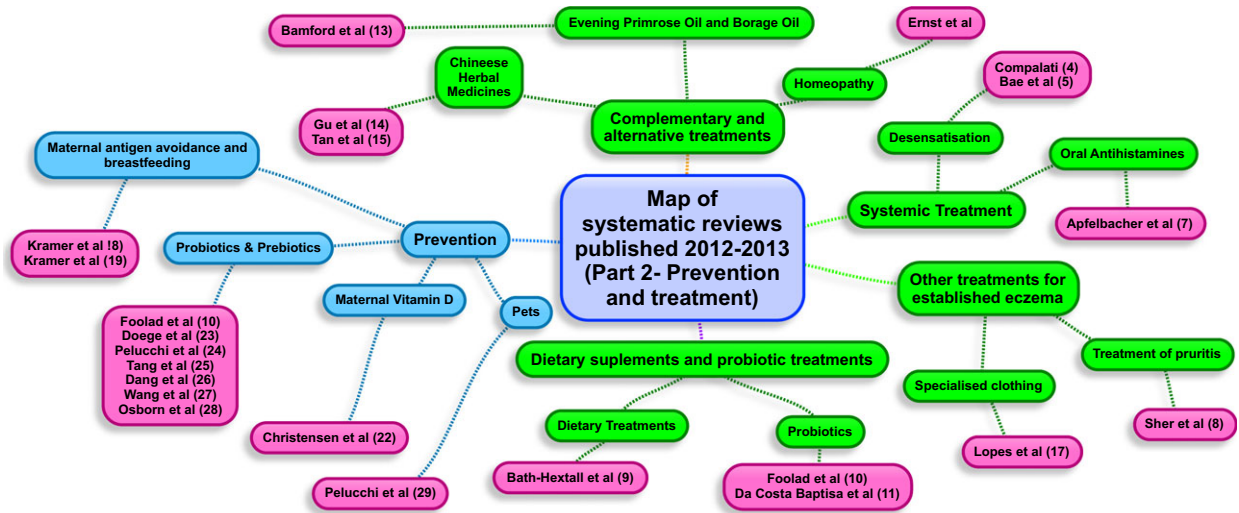 Bamford et al (13)
Evening Primrose Oil and Borage Oil
Ernst et al
Chineese
Herbal
Medicines
Homeopathy
Compalati (4)
Bae et al (5)
Gu et al (14)
Tan et al (15)
Complementary and
alternative treatments
Desensatisation
Oral Antihistamines
Maternal antigen avoidance and
breastfeeding
Map of
systematic reviews
published 2012-2013
(Part 2- Prevention
and treatment)
Systemic Treatment
Apfelbacher et al (7)
Kramer et al !8)
Kramer et al (19)
Probiotics & Prebiotics
Prevention
Maternal Vitamin D
Pets
Other treatments for
established eczema
Foolad et al (10)
Doege et al (23)
Pelucchi et al (24)
Tang et al (25)
Dang et al (26)
Wang et al (27)
Osborn et al (28)
Dietary suplements and probiotic treatments
Treatment of pruritis
Specialised clothing
Christensen et al (22)
Dietary Treatments
Probiotics
Sher et al (8)
Lopes et al (17)
Pelucchi et al (29)
Bath-Hextall et al (9)
Foolad et al (10)
Da Costa Baptisa et al (11)